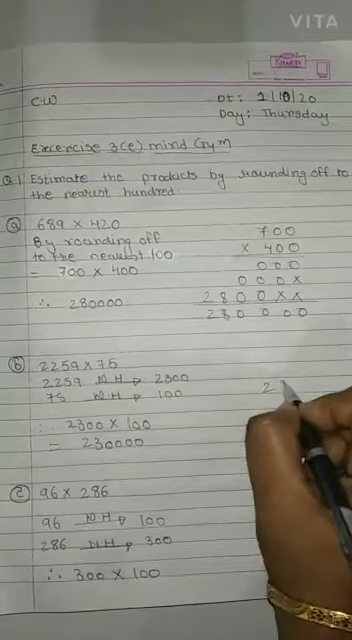 VITA
C.W
Dt: 1/10/20
Day: Thursday
Excencise 3(e) mind Gym
Q.1 Estimate the products by rounding off to
the nearest hundred.
(a) 689 × 420
By rounding off
to the nearest 100
= 700 × 400
∴ 280000
700
× 400
000
000×
2800××
280000
(b) 2259 × 75
2259 N.H → 2300
75 N.H → 100
∴ 2300 × 100
= 230000
2
(c) 96 × 286
96 N.H → 100
286 N.H → 300
∴ 300 × 100